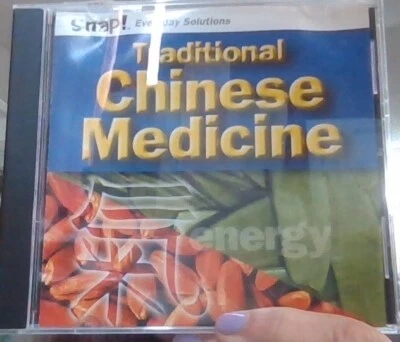 Snap! Everyday Solutions
Traditional
Chinese
Medicine
energy